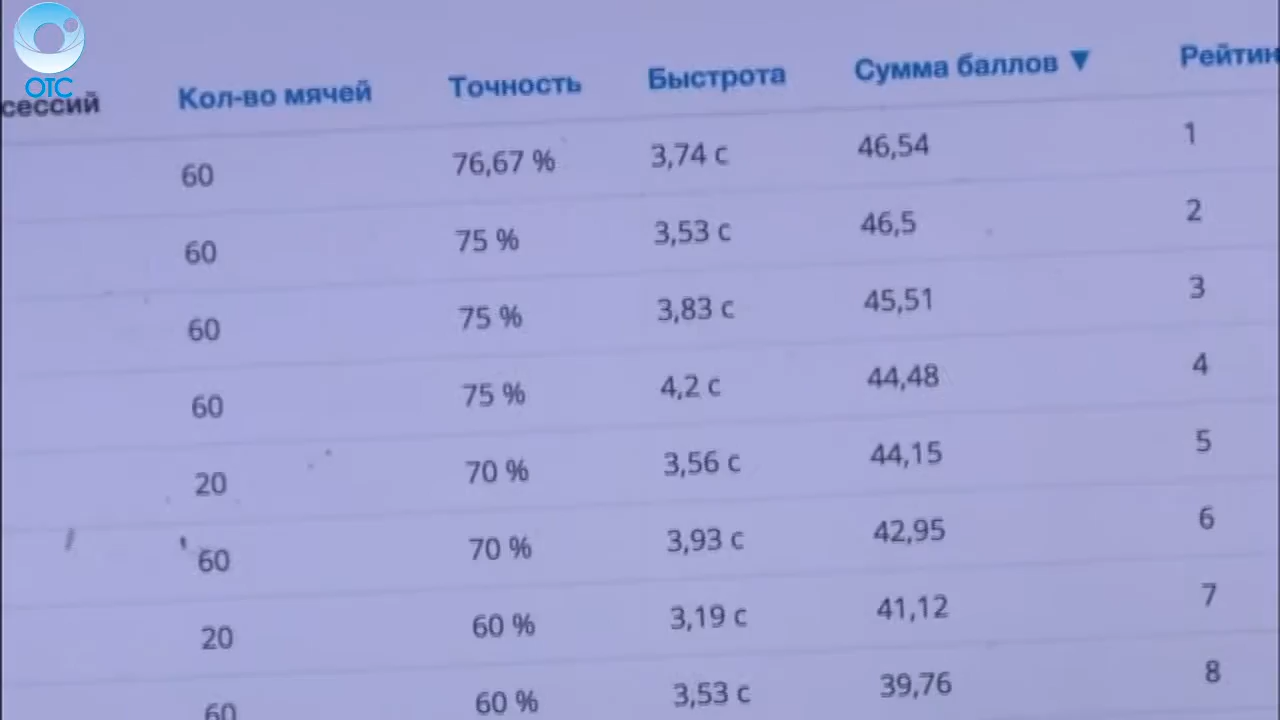 ОТС
сессий Кол-во мячей Точность Быстрота Сумма баллов ▼ Рейтин
60 76,67 % 3,74 с 46,54 1
60 75 % 3,53 с 46,5 2
60 75 % 3,83 с 45,51 3
60 75 % 4,2 с 44,48 4
20 70 % 3,56 с 44,15 5
60 70 % 3,93 с 42,95 6
20 60 % 3,19 с 41,12 7
60 60 % 3,53 с 39,76 8